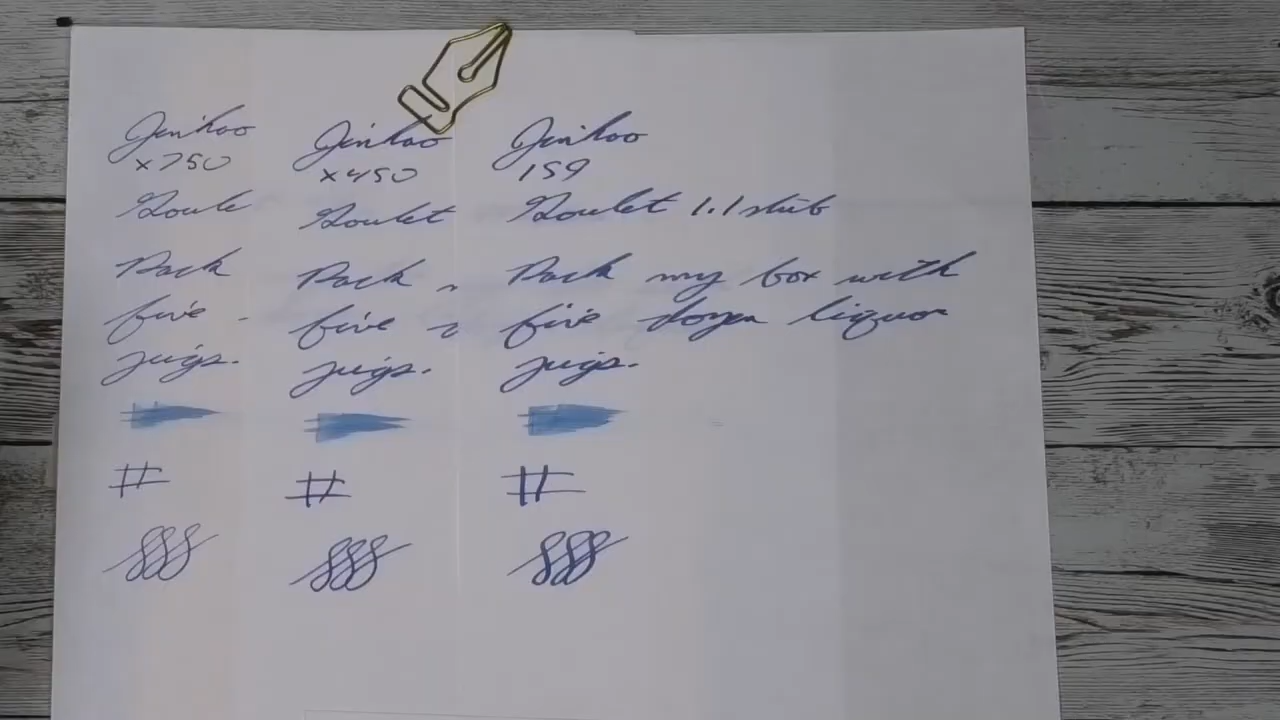 Jinhao
x750
Goule
Pack
five
jugs.
#
Jinhao
x450
Goulet
Pack
five
jugs.
#
Jinhao
159
Goulet 1.1 stub
Pack my box with
five dozen liquor
jugs.
#